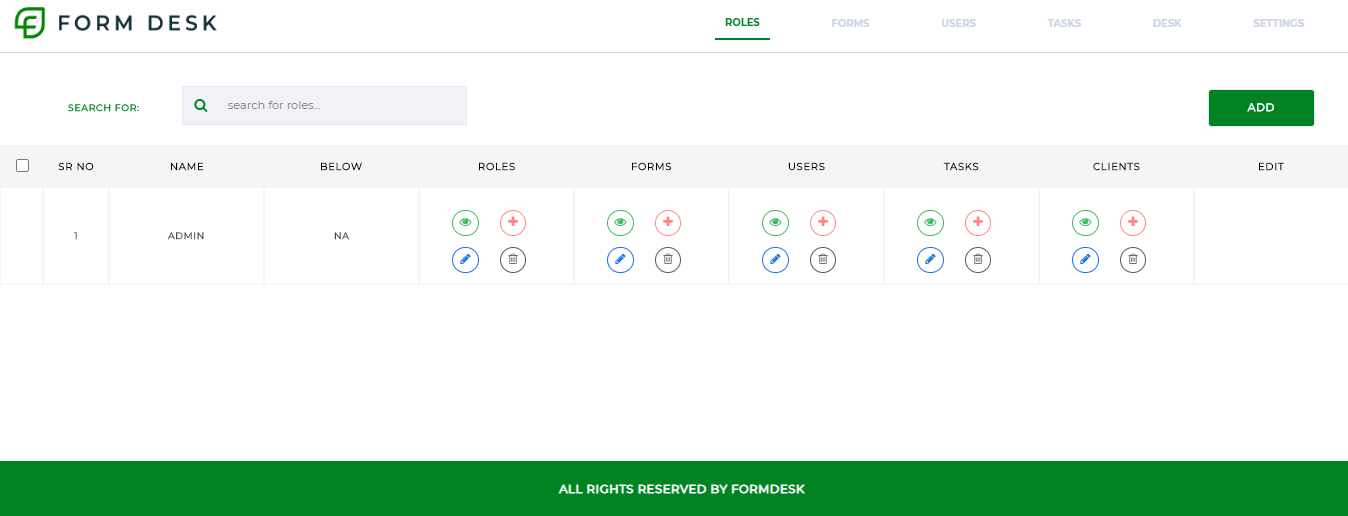 FORM DESK
ROLES FORMS USERS TASKS DESK SETTINGS
SEARCH FOR: search for roles... ADD
SR NO NAME BELOW ROLES FORMS USERS TASKS CLIENTS EDIT
1 ADMIN NA
ALL RIGHTS RESERVED BY FORMDESK